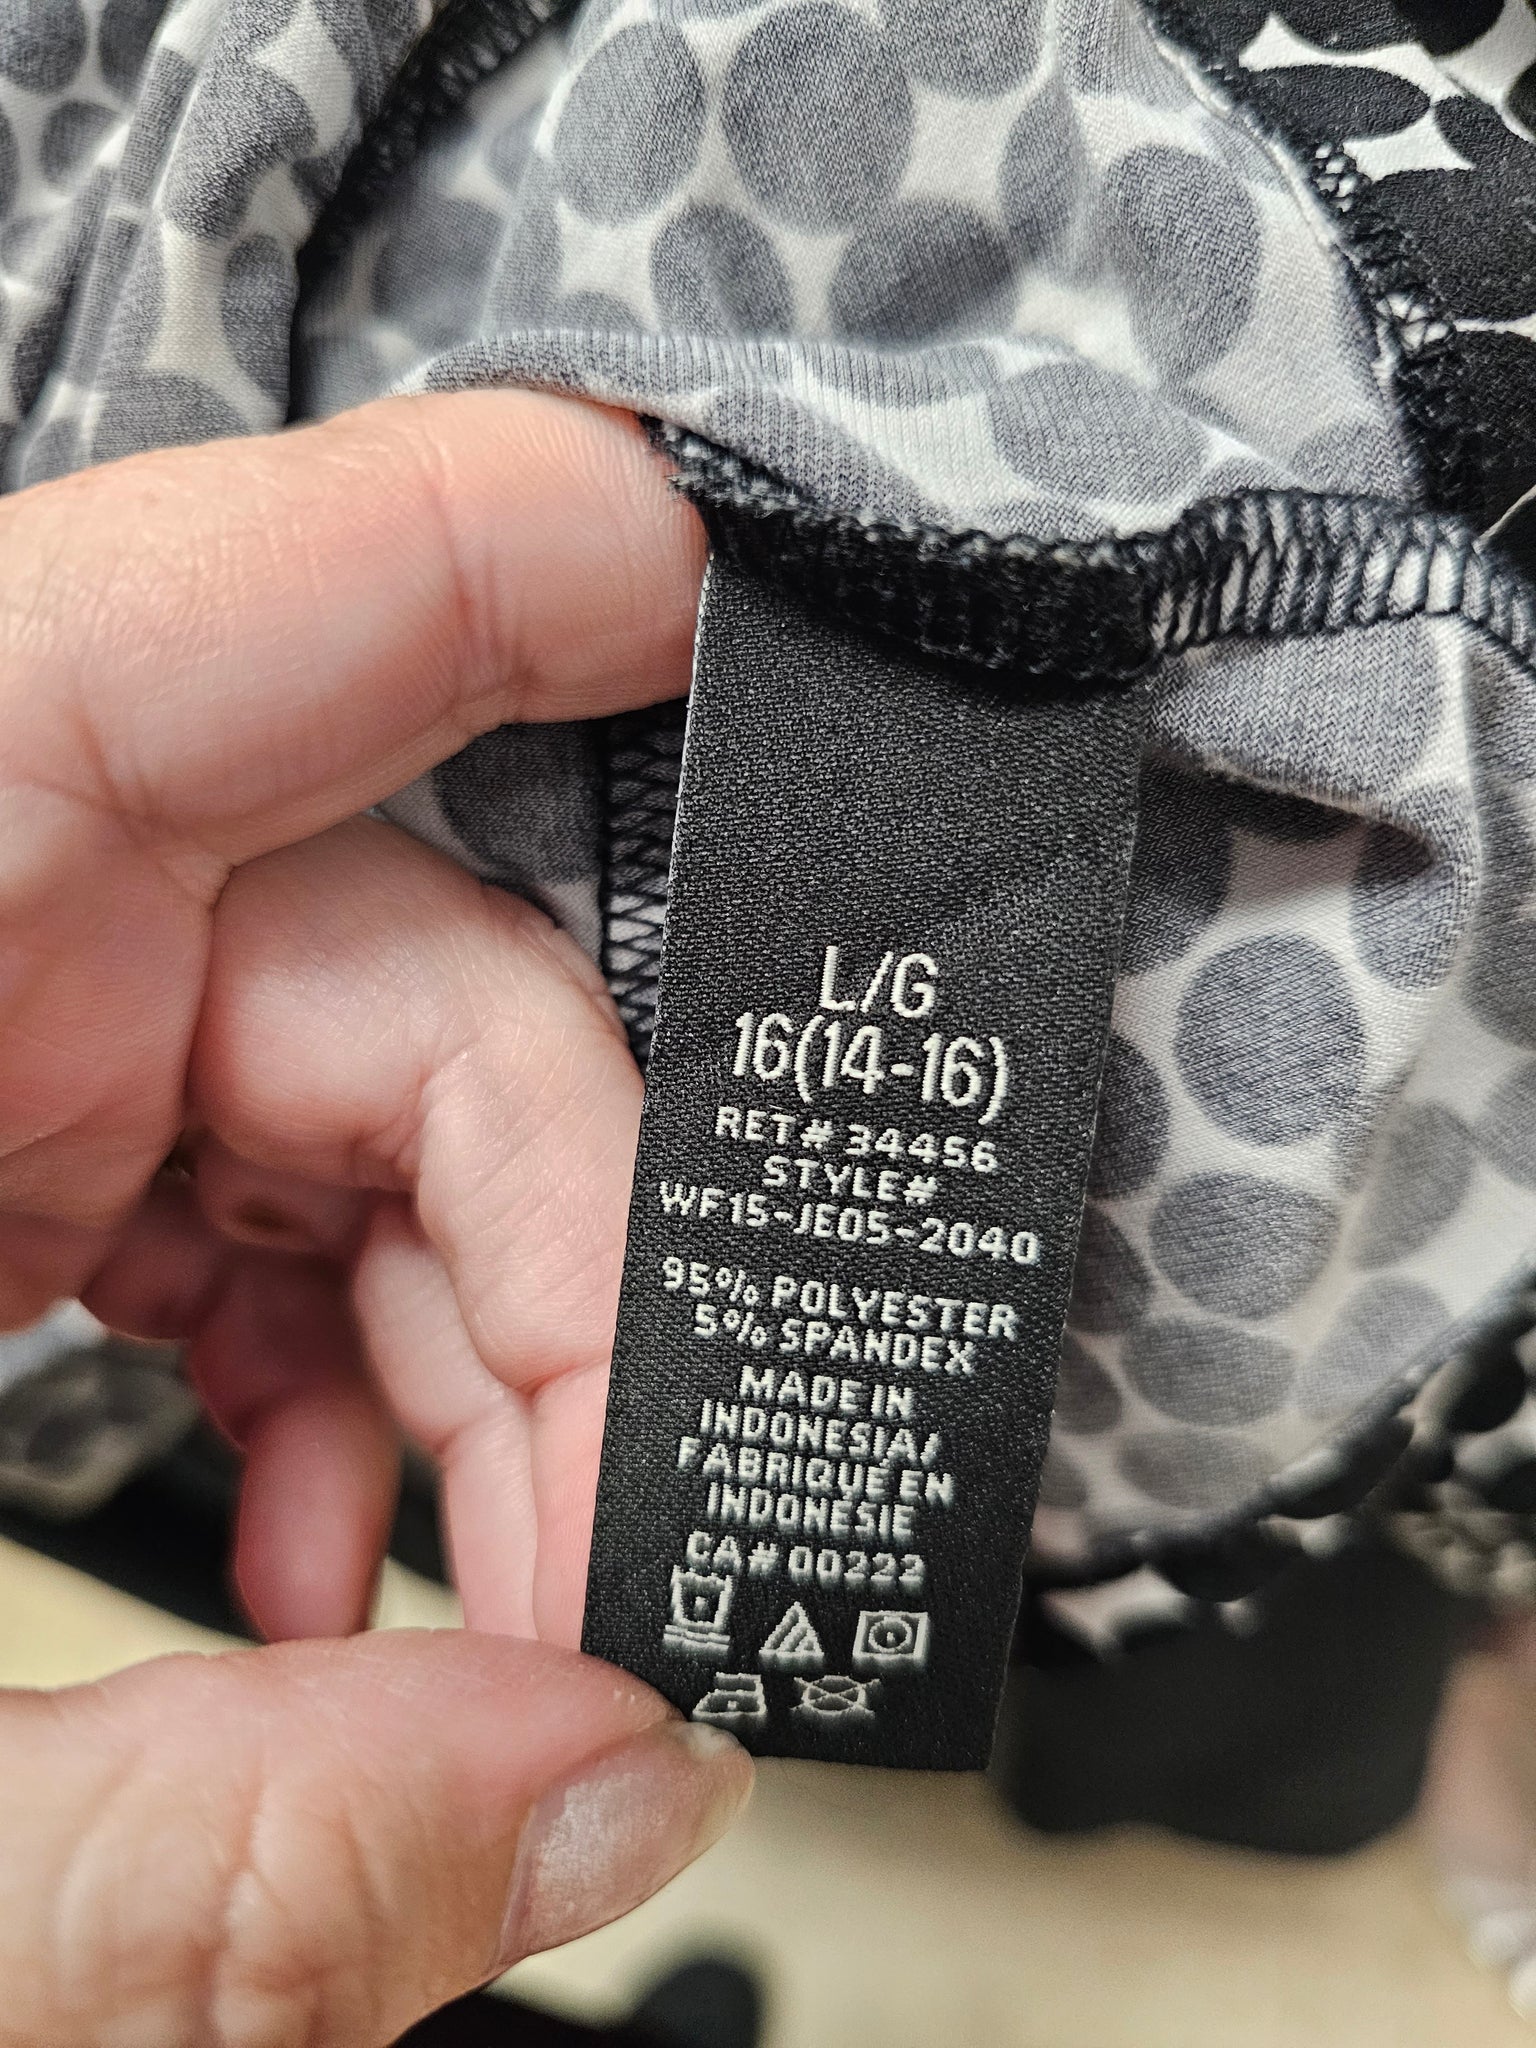 L/G
16(14-16)
RET# 34456
STYLE#
WF15-JE05-2040
95% POLYESTER
5% SPANDEX
MADE IN
INDONESIA/
FABRIQUE EN
INDONESIE
CA# 00222